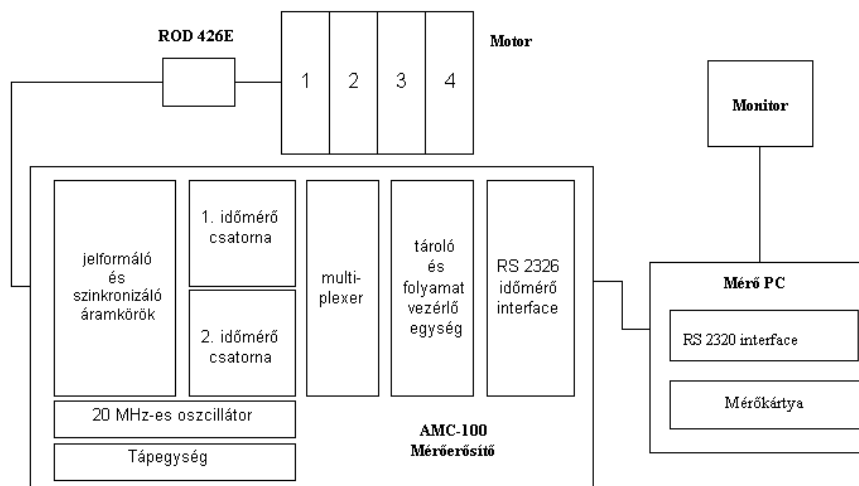 ROD 426E
Motor
1 2 3 4
Monitor
jelformáló
és
szinkronizáló
áramkörök
1. időmérő
csatorna
2. időmérő
csatorna
multi-
plexer
tároló
és
folyamat
vezérlő
egység
RS 2326
időmérő
interface
20 MHz-es oszcillátor
Tápegység
AMC-100
Mérőerősítő
Mérő PC
RS 2320 interface
Mérőkártya